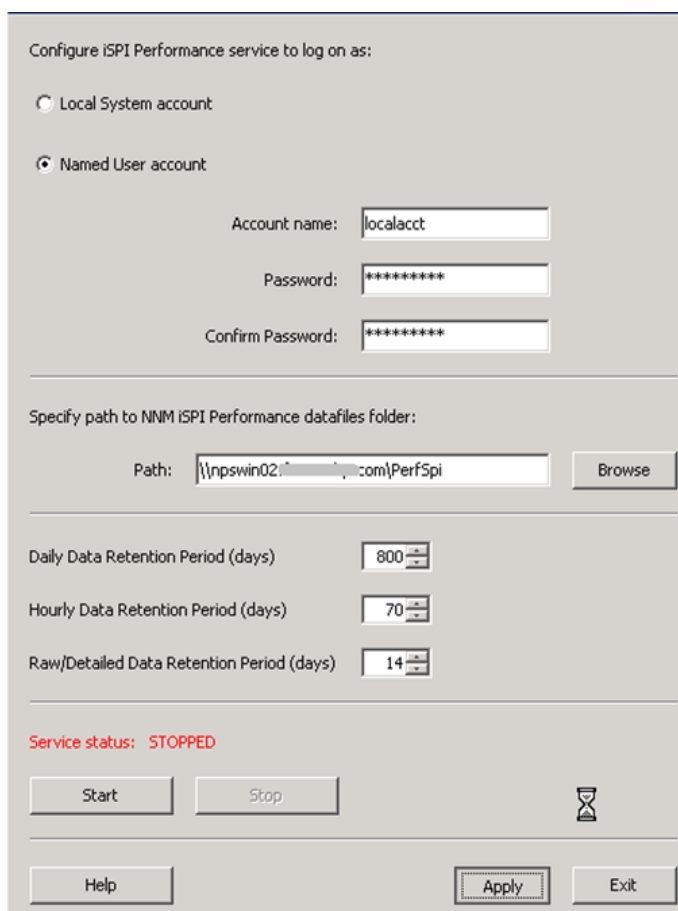 Configure iSPI Performance service to log on as:
Local System account
Named User account
Account name: localacct
Password: *********
Confirm Password: *********
Specify path to NNM iSPI Performance datafiles folder:
Path: \\npswin02. .com\PerfSpi Browse
Daily Data Retention Period (days) 800
Hourly Data Retention Period (days) 70
Raw/Detailed Data Retention Period (days) 14
Service status: STOPPED
Start Stop
Help Apply Exit